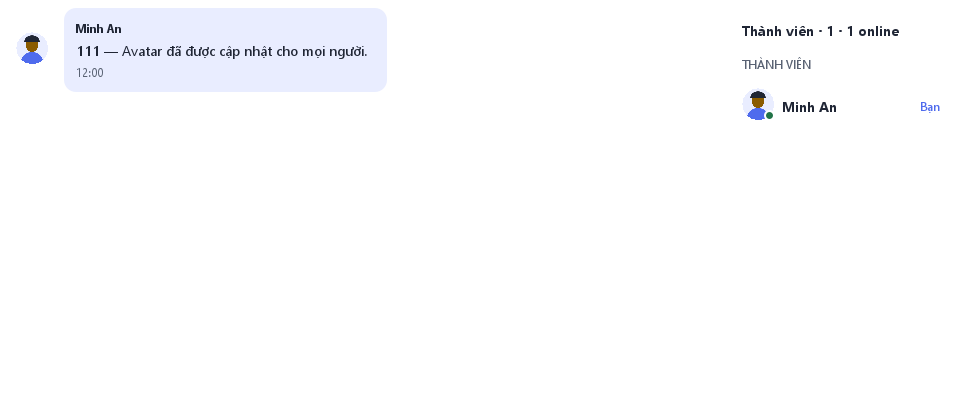 Minh An
111 — Avatar đã được cập nhật cho mọi người.
12:00
Thành viên · 1 · 1 online
THÀNH VIÊN
Minh An
Bạn